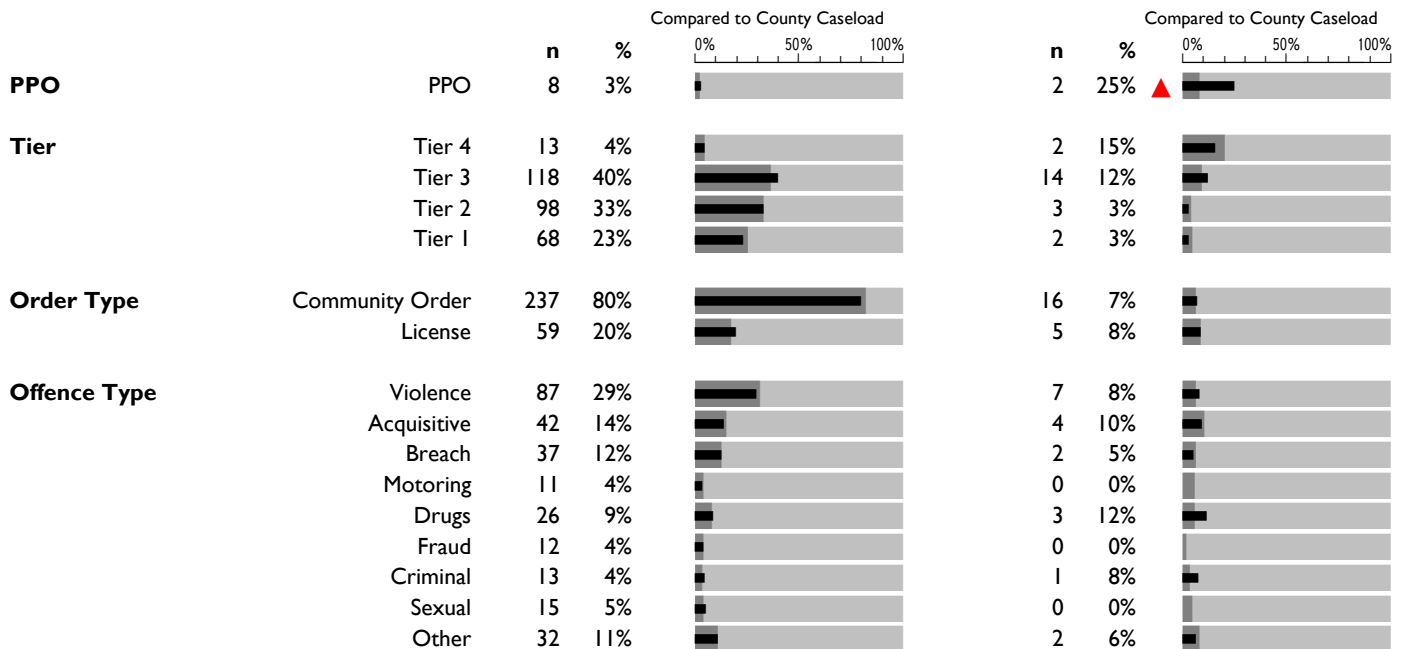 Compared to County Caseload Compared to County Caseload
n % 0% 50% 100% n % 0% 50% 100%
PPO PPO 8 3% 2 25%
Tier Tier 4 13 4% 2 15%
Tier 3 118 40% 14 12%
Tier 2 98 33% 3 3%
Tier 1 68 23% 2 3%
Order Type Community Order 237 80% 16 7%
License 59 20% 5 8%
Offence Type Violence 87 29% 7 8%
Acquisitive 42 14% 4 10%
Breach 37 12% 2 5%
Motoring 11 4% 0 0%
Drugs 26 9% 3 12%
Fraud 12 4% 0 0%
Criminal 13 4% 1 8%
Sexual 15 5% 0 0%
Other 32 11% 2 6%